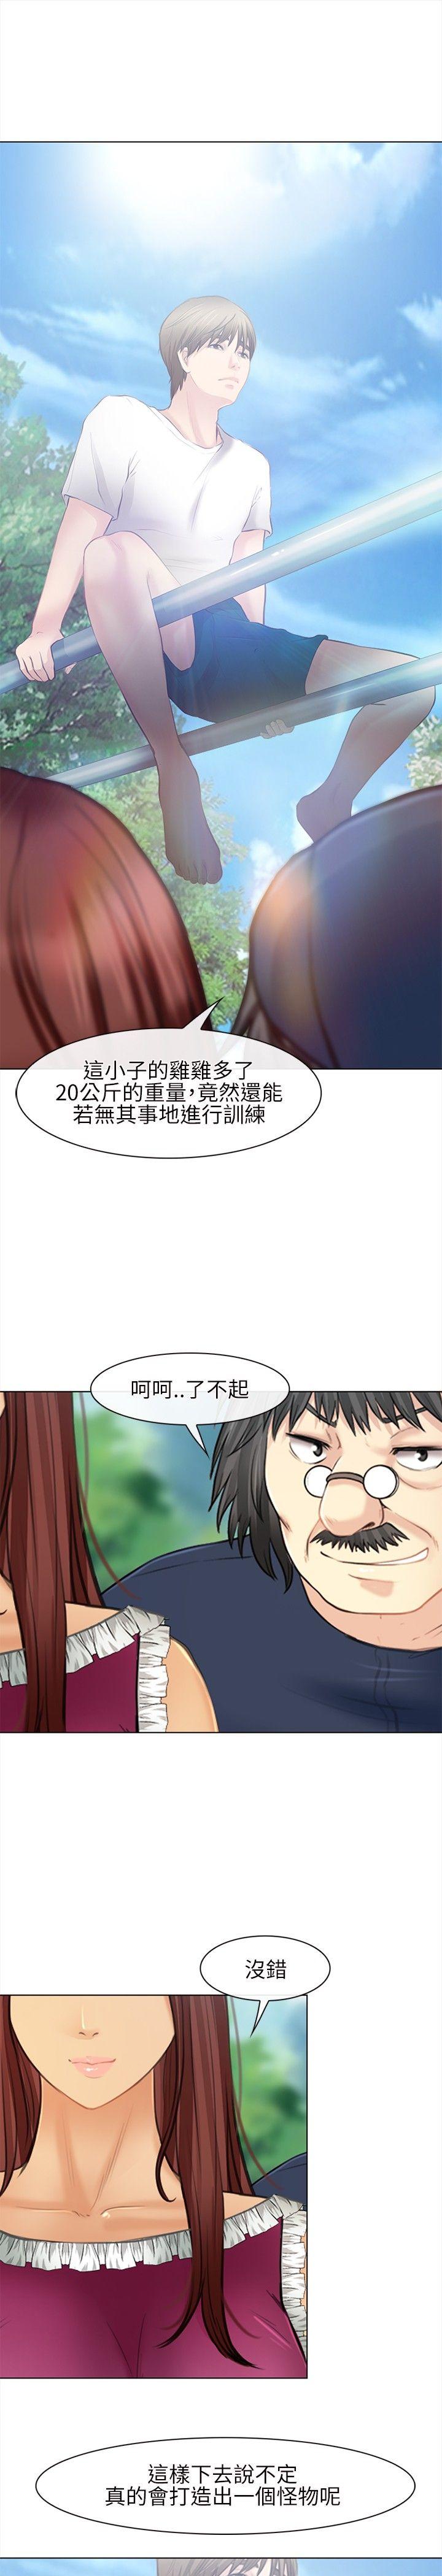 這小子的雞雞多了
20公斤的重量,竟然還能
若無其事地進行訓練
呵呵..了不起
沒錯
這樣下去說不定
真的會打造出一個怪物呢